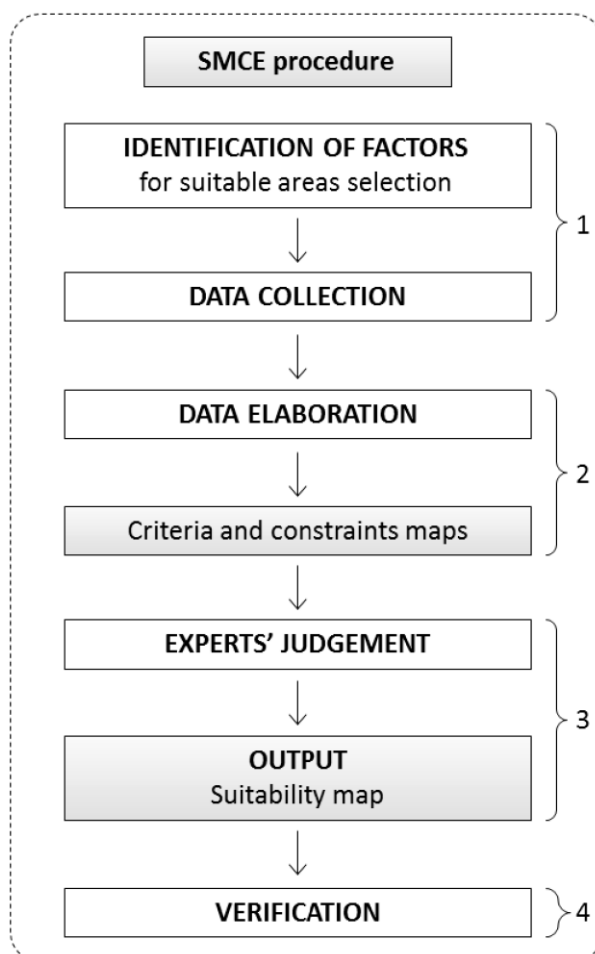 SMCE procedure
IDENTIFICATION OF FACTORS
for suitable areas selection
1
DATA COLLECTION
DATA ELABORATION
2
Criteria and constraints maps
EXPERTS’ JUDGEMENT
3
OUTPUT
Suitability map
VERIFICATION
4